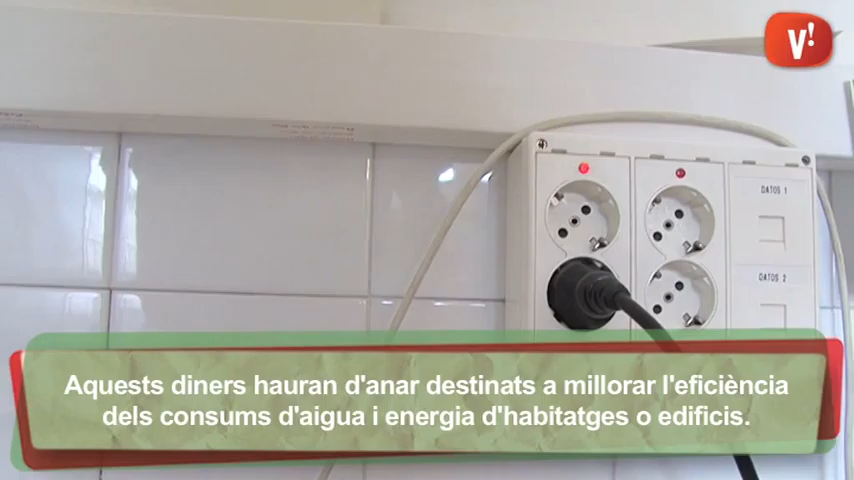 V!
DATOS 1
DATOS 2
Aquests diners hauran d'anar destinats a millorar l'eficiència
dels consums d'aigua i energia d'habitatges o edificis.